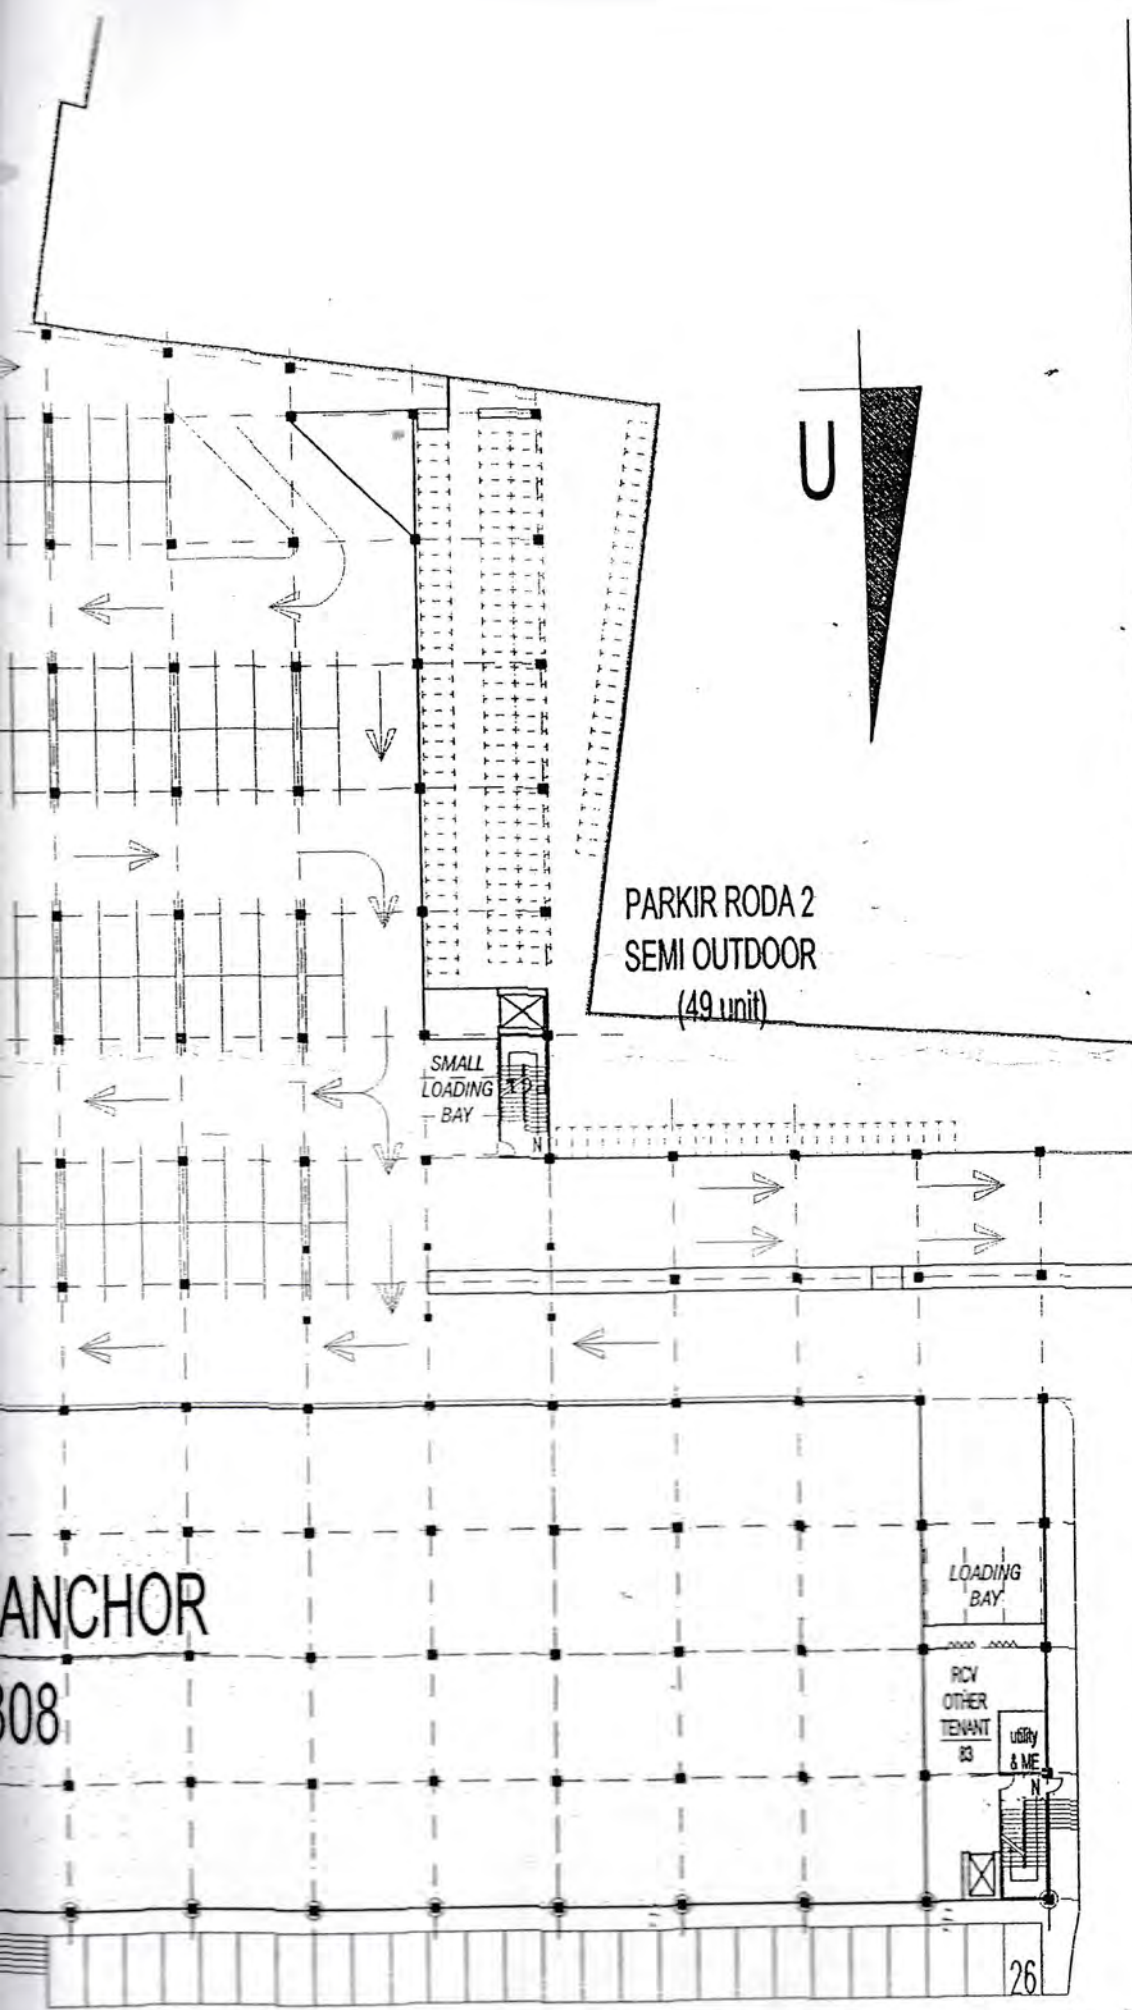 U
PARKIR RODA 2
SEMI OUTDOOR
(49 unit)
SMALL
LOADING
BAY
N
ANCHOR
308
LOADING
BAY
RCV
OTHER
TENANT
83
utility
& ME
N
26